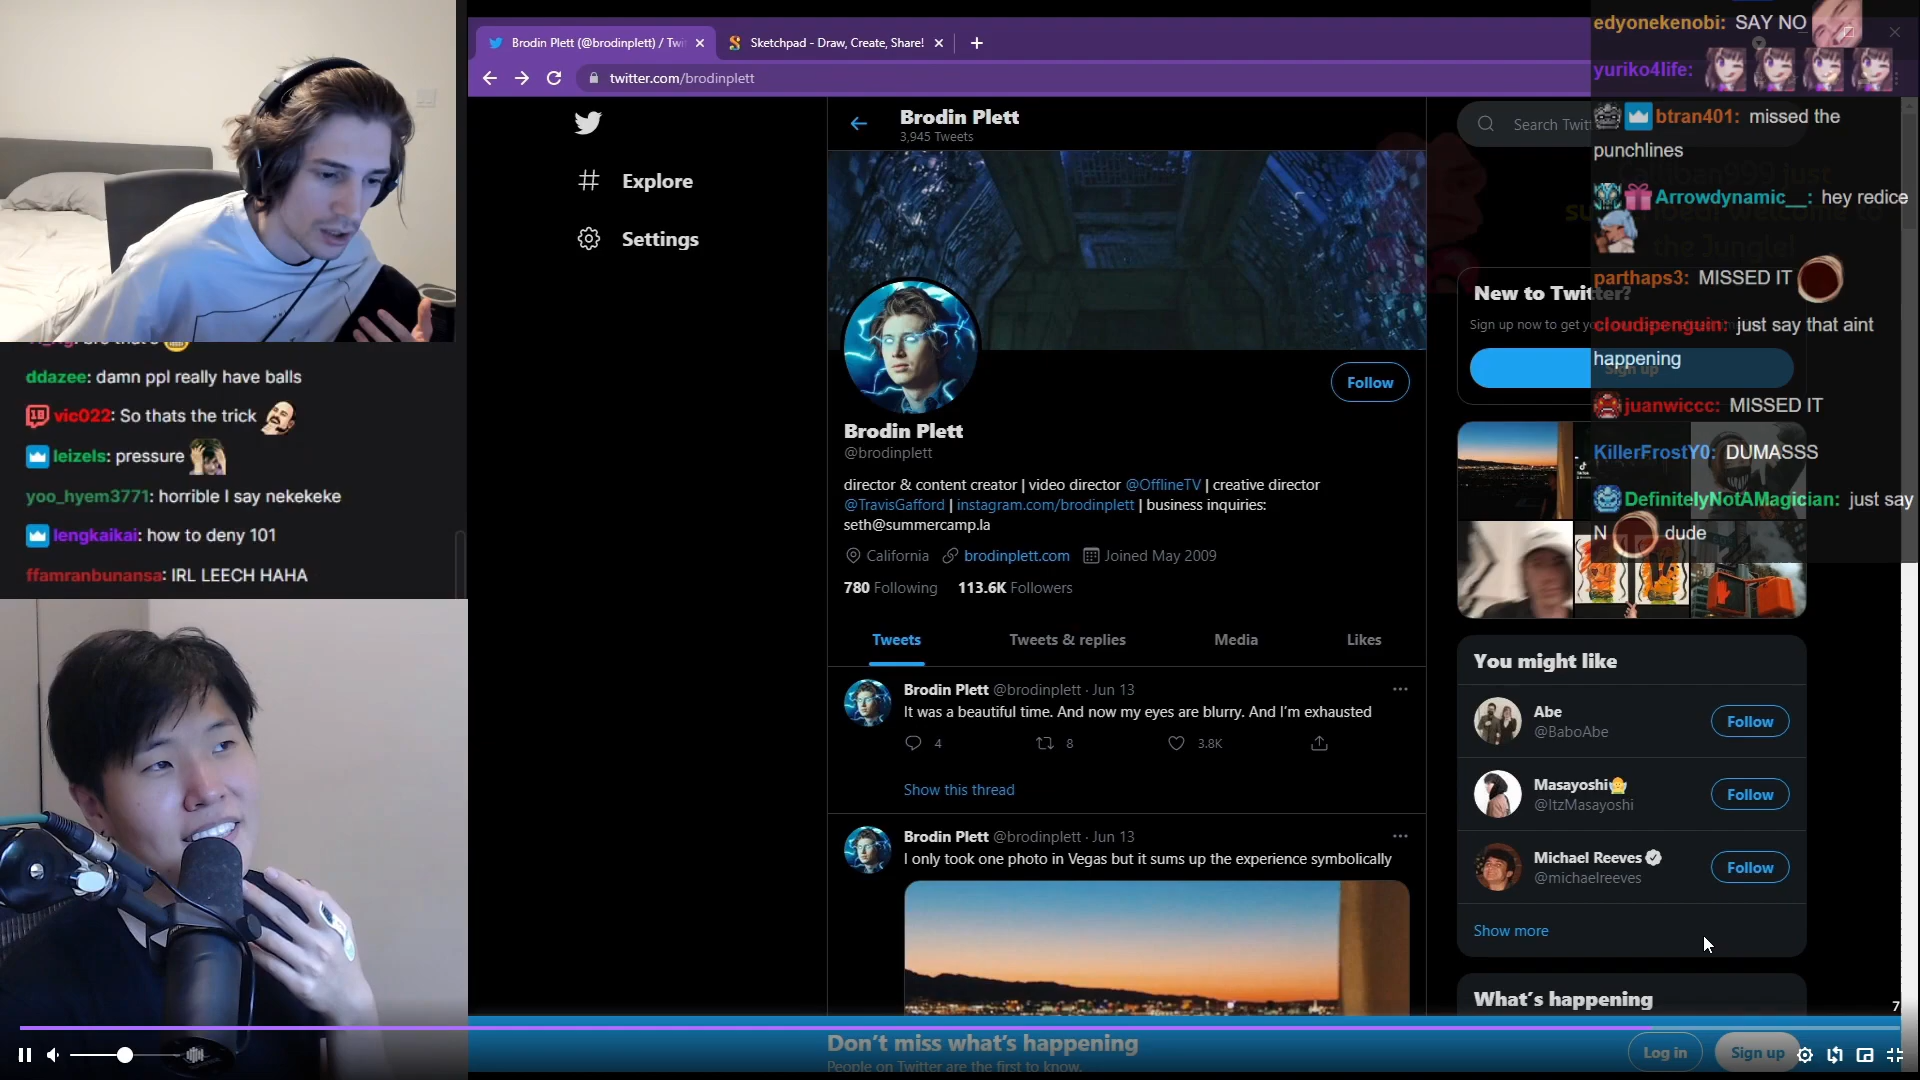 Brodin Plett (@brodinplett) / Twi
Sketchpad - Draw, Create, Share!
twitter.com/brodinplett
edyonekenobi: SAY NO
yuriko4life:
btran401: missed the
punchlines
Arrowdynamic__: hey redice
parthaps3: MISSED IT
cloudipenguin: just say that aint
happening
juanwiccc: MISSED IT
KillerFrostY0: DUMASSS
DefinitelyNotAMagician: just say
N dude
ddazee: damn ppl really have balls
vic022: So thats the trick
leizels: pressure
yoo_hyem3771: horrible I say nekekeke
lengkaikai: how to deny 101
ffamranbunansa: IRL LEECH HAHA
Explore
Settings
Brodin Plett
3,945 Tweets
Follow
Brodin Plett
@brodinplett
director & content creator | video director @OfflineTV | creative director
@TravisGafford | instagram.com/brodinplett | business inquiries:
seth@summercamp.la
California brodinplett.com Joined May 2009
780 Following 113.6K Followers
Tweets Tweets & replies Media Likes
Brodin Plett @brodinplett · Jun 13
It was a beautiful time. And now my eyes are blurry. And I'm exhausted
4 8 3.8K
Show this thread
Brodin Plett @brodinplett · Jun 13
I only took one photo in Vegas but it sums up the experience symbolically
Search Twit
the Jungle!
New to Twitter?
Sign up now to get yo
Sign up
You might like
Abe
@BaboAbe
Follow
Masayoshi
@ItzMasayoshi
Follow
Michael Reeves
@michaelreeves
Follow
Show more
What's happening
7
Don't miss what's happening
People on Twitter are the first to know.
Log in
Sign up